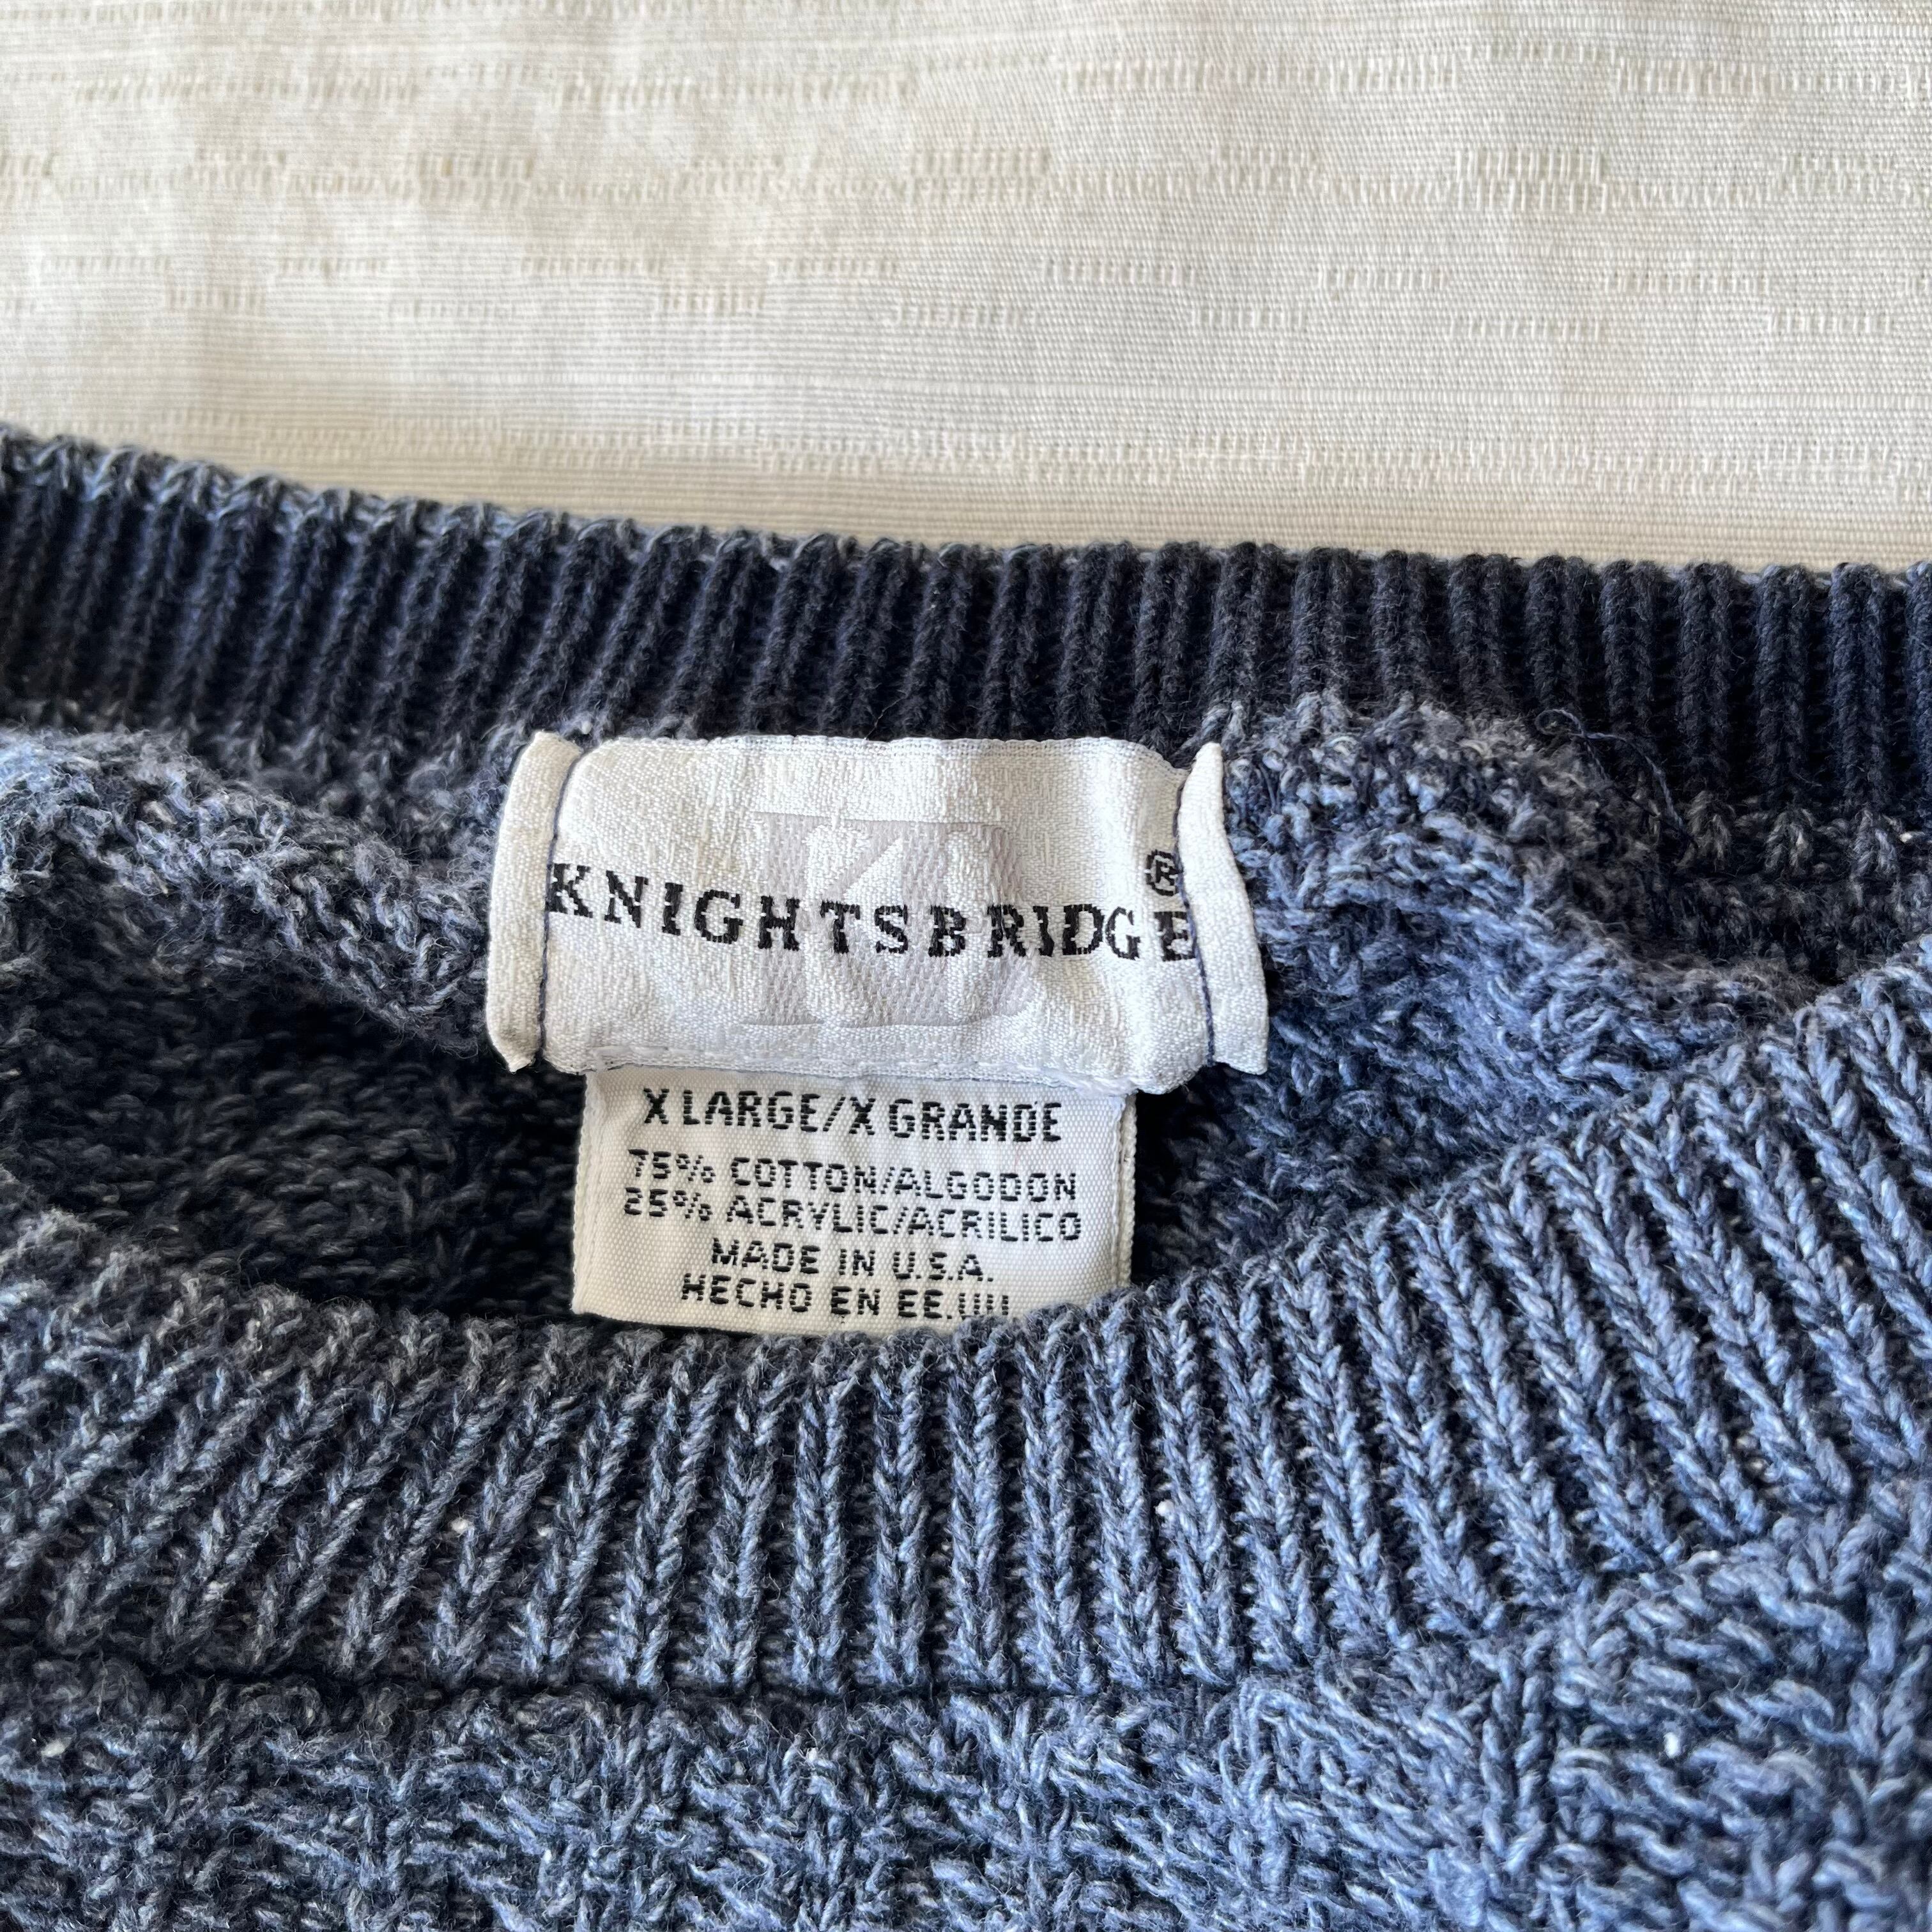 KNIGHTSBRIDGE®
X LARGE/X GRANDE
75% COTTON/ALGODON
25% ACRYLIC/ACRILICO
MADE IN U.S.A.
HECHO EN EE.UU.